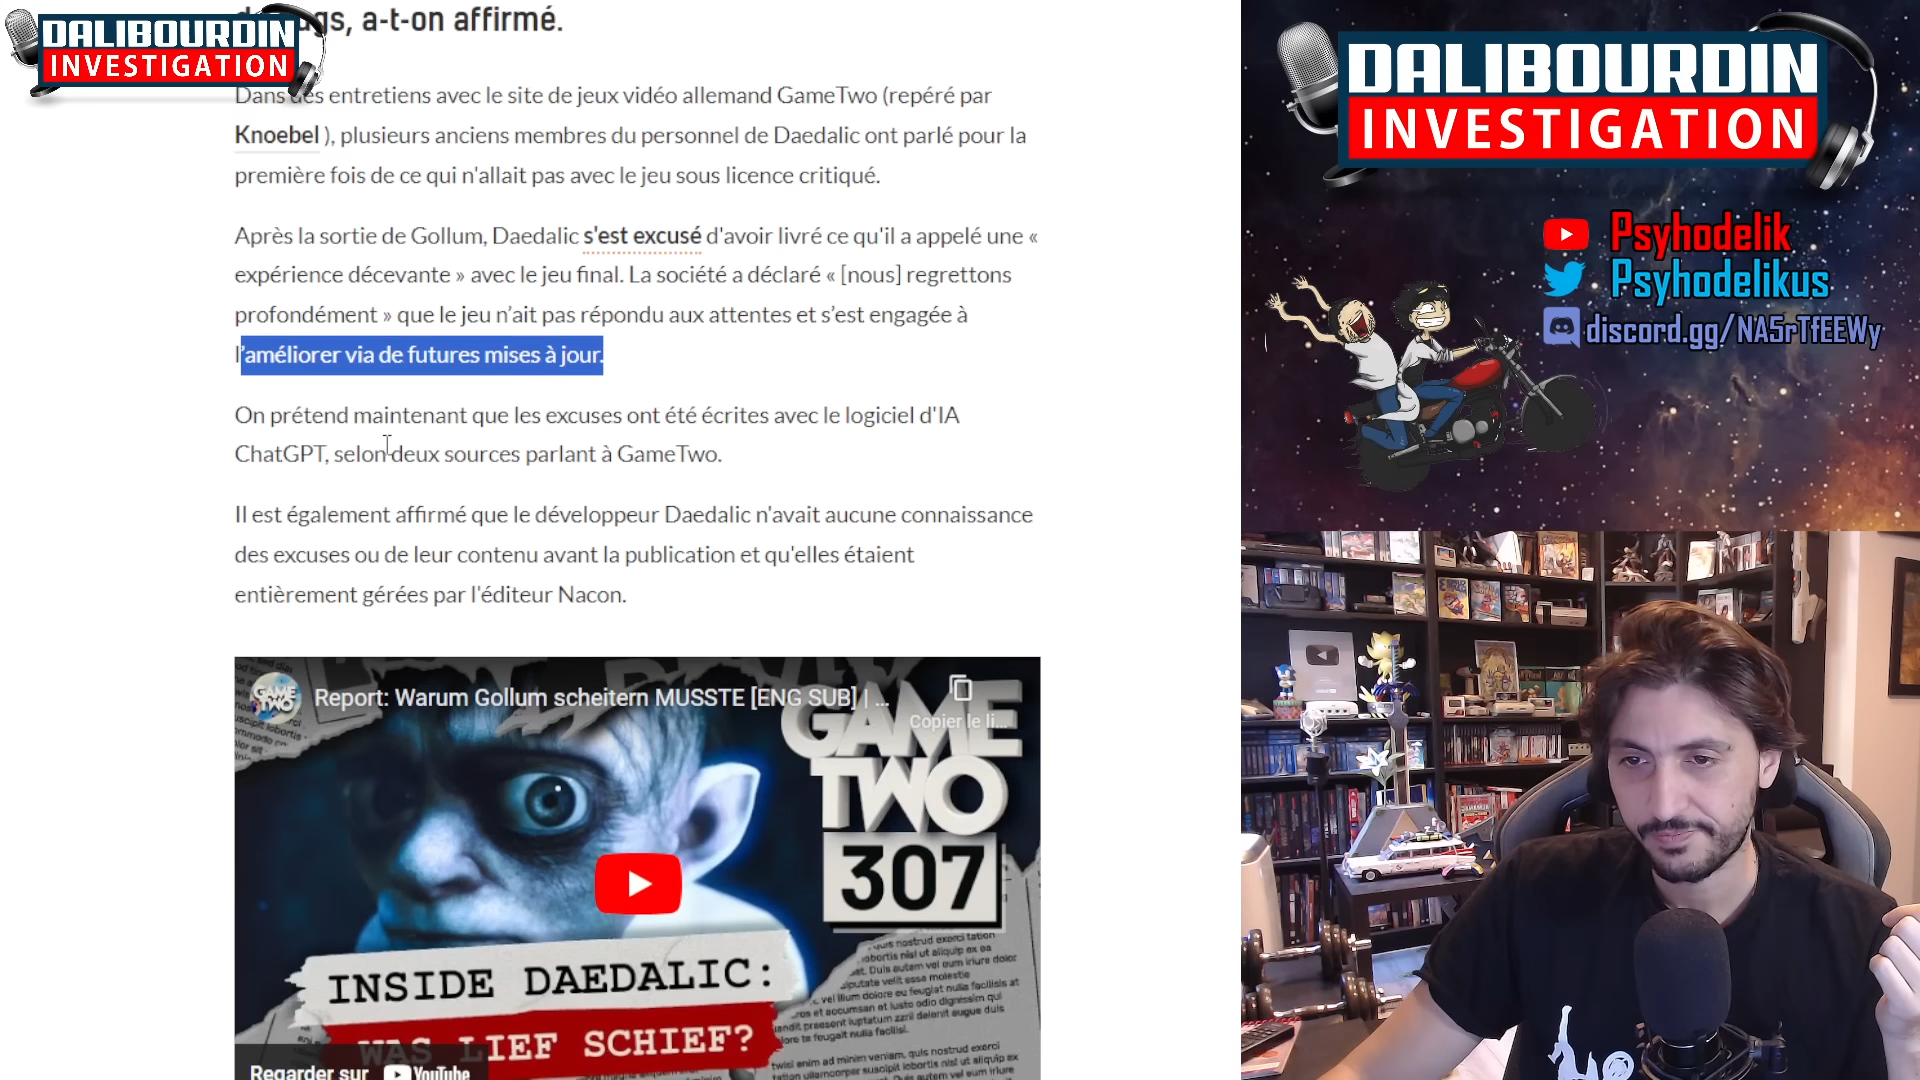 DALIBOURDIN
INVESTIGATION
gs, a-t-on affirmé.
Dans des entretiens avec le site de jeux vidéo allemand GameTwo (repéré par
Knoebel ), plusieurs anciens membres du personnel de Daedalic ont parlé pour la
première fois de ce qui n'allait pas avec le jeu sous licence critiqué.
Après la sortie de Gollum, Daedalic s'est excusé d'avoir livré ce qu'il a appelé une «
expérience décevante » avec le jeu final. La société a déclaré « [nous] regrettons
profondément » que le jeu n’ait pas répondu aux attentes et s’est engagée à
l’améliorer via de futures mises à jour.
On prétend maintenant que les excuses ont été écrites avec le logiciel d'IA
ChatGPT, selon deux sources parlant à GameTwo.
Il est également affirmé que le développeur Daedalic n'avait aucune connaissance
des excuses ou de leur contenu avant la publication et qu'elles étaient
entièrement gérées par l'éditeur Nacon.
GAME TWO
Report: Warum Gollum scheitern MUSSTE [ENG SUB] | ...
Copier le li...
GAME
TWO
307
INSIDE DAEDALIC:
WAS LIEF SCHIEF?
Regarder sur YouTube
DALIBOURDIN
INVESTIGATION
Psyhodelik
Psyhodelikus
discord.gg/NA5rTfEEWy